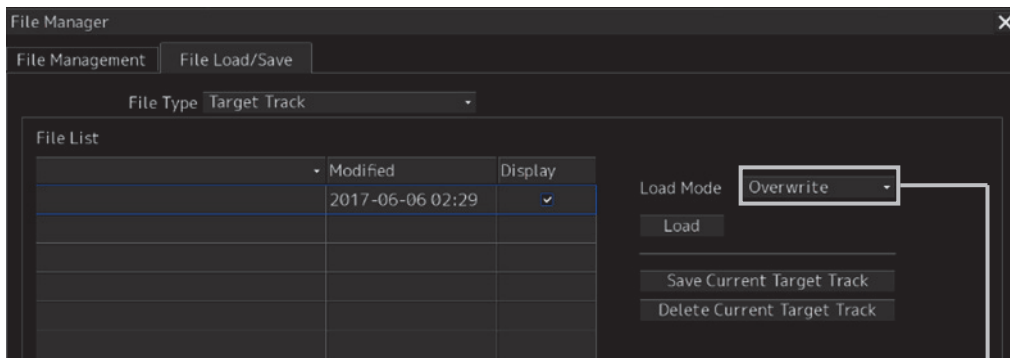 File Manager
File Management File Load/Save
File Type Target Track
File List
Modified Display
2017-06-06 02:29
Load Mode Overwrite
Load
Save Current Target Track
Delete Current Target Track